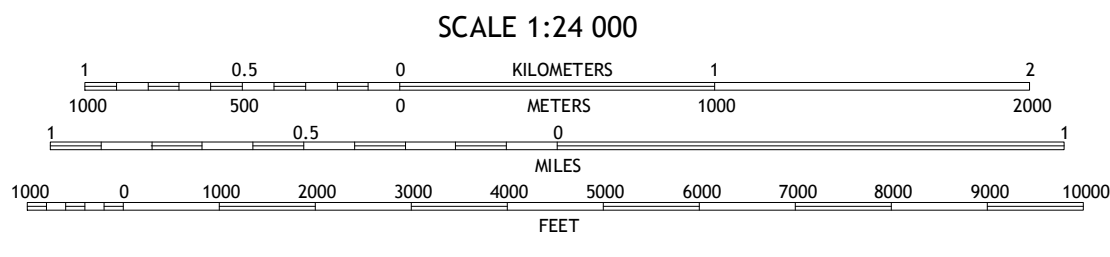 SCALE 1:24 000
1 0.5 0 KILOMETERS 1 2
1000 500 0 METERS 1000 2000
1 0.5 0 1
MILES
1000 0 1000 2000 3000 4000 5000 6000 7000 8000 9000 10000
FEET